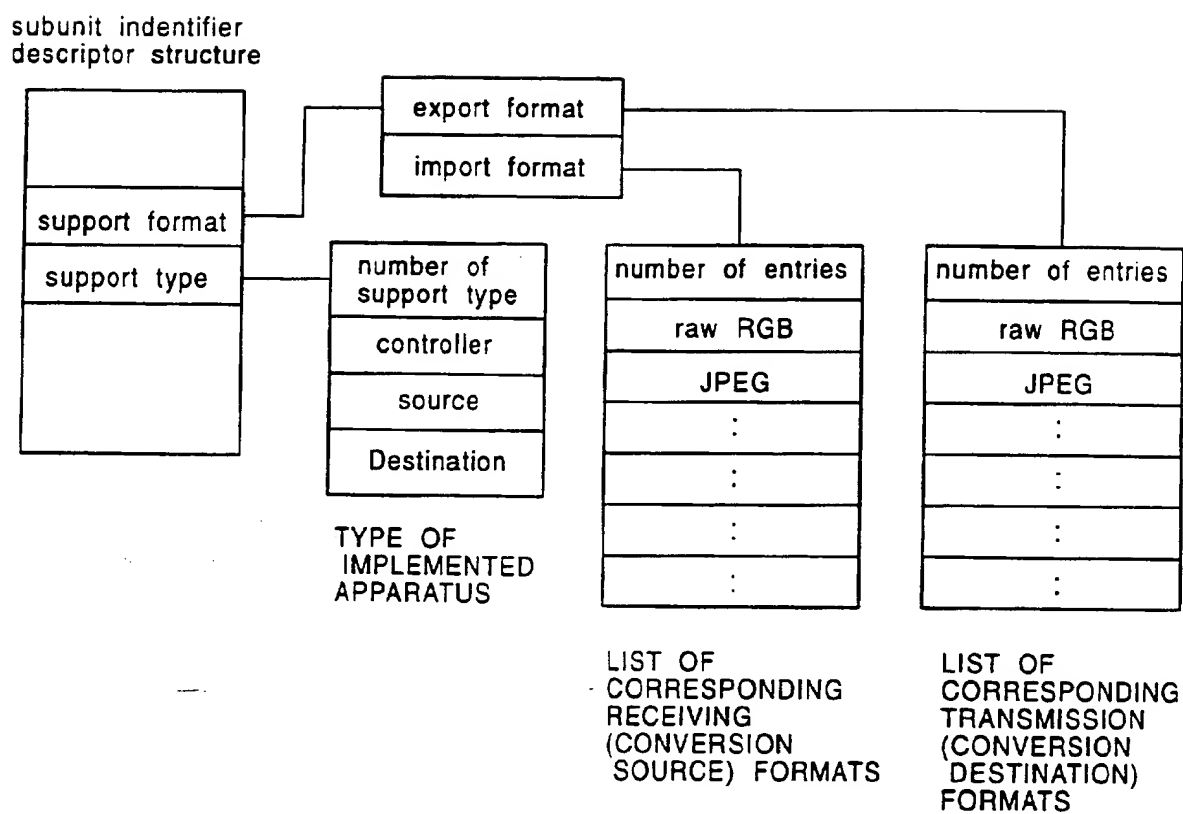 subunit indentifier
descriptor structure
support format
support type
export format
import format
number of
support type
controller
source
Destination
TYPE OF
IMPLEMENTED
APPARATUS
number of entries
raw RGB
JPEG
:
:
:
:
LIST OF
CORRESPONDING
RECEIVING
(CONVERSION
SOURCE) FORMATS
number of entries
raw RGB
JPEG
:
:
:
:
LIST OF
CORRESPONDING
TRANSMISSION
(CONVERSION
DESTINATION)
FORMATS